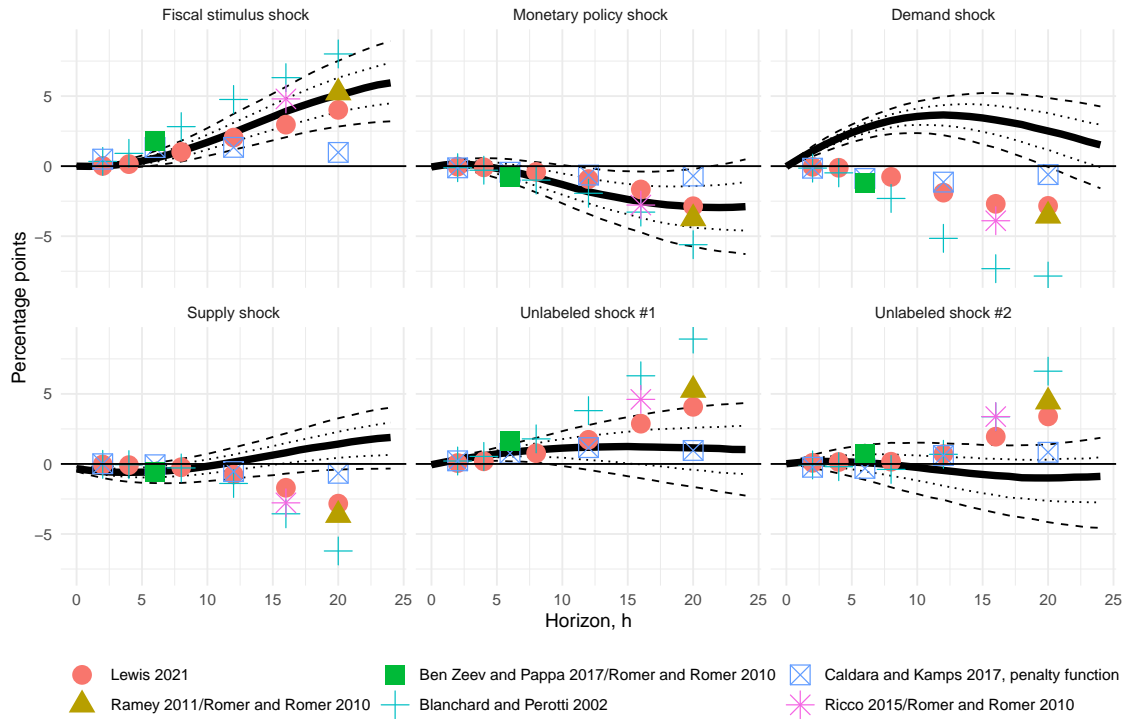 Fiscal stimulus shock Monetary policy shock Demand shock
5
0
−5
Supply shock Unlabeled shock #1 Unlabeled shock #2
5
0
−5
Percentage points
0 5 10 15 20 25 0 5 10 15 20 25 0 5 10 15 20 25
Horizon, h
Lewis 2021 Ben Zeev and Pappa 2017/Romer and Romer 2010 Caldara and Kamps 2017, penalty function
Ramey 2011/Romer and Romer 2010 Blanchard and Perotti 2002 Ricco 2015/Romer and Romer 2010